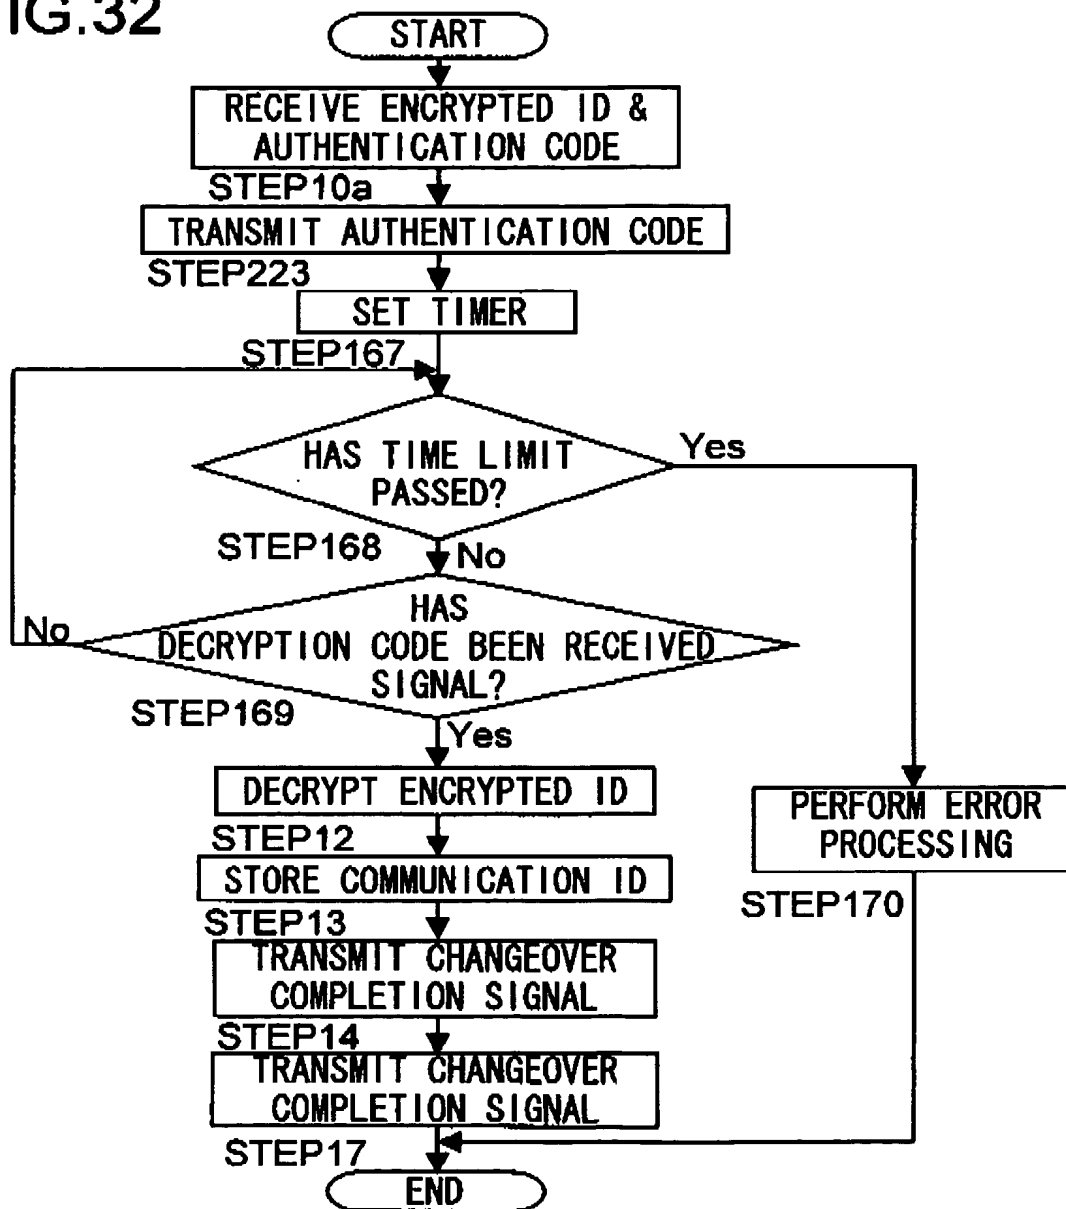 IG.32
START
RECEIVE ENCRYPTED ID &
AUTHENTICATION CODE
STEP10a
TRANSMIT AUTHENTICATION CODE
STEP223
SET TIMER
STEP167
HAS TIME LIMIT
PASSED?
Yes
STEP168
No
HAS
DECRYPTION CODE BEEN RECEIVED
SIGNAL?
No
STEP169
Yes
DECRYPT ENCRYPTED ID
PERFORM ERROR
PROCESSING
STEP12
STORE COMMUNICATION ID
STEP170
STEP13
TRANSMIT CHANGEOVER
COMPLETION SIGNAL
STEP14
TRANSMIT CHANGEOVER
COMPLETION SIGNAL
STEP17
END